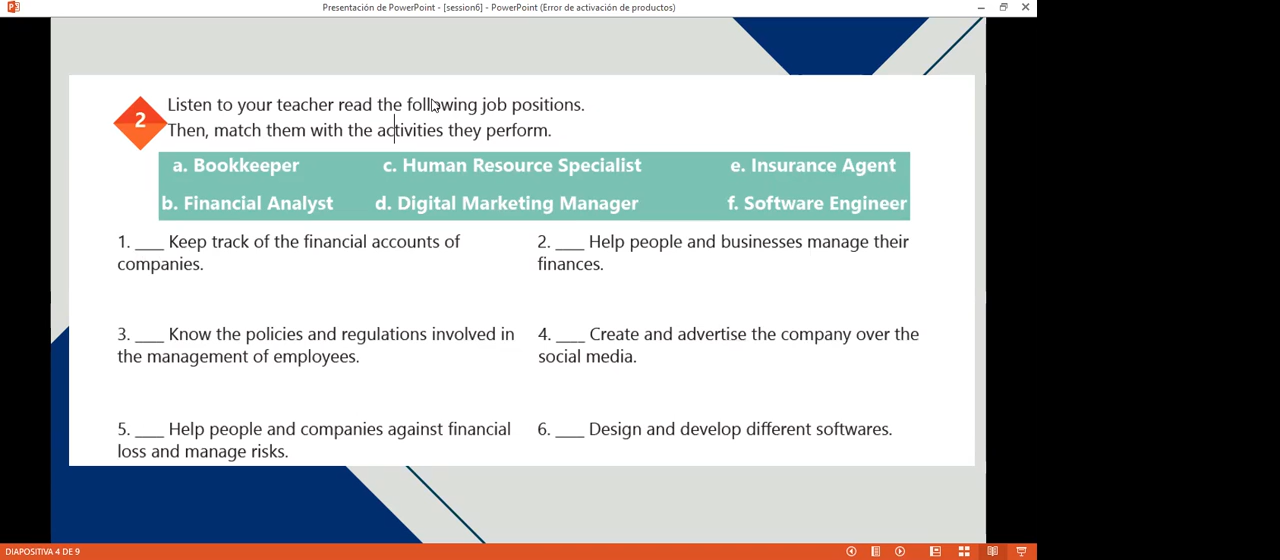 Presentación de PowerPoint - [session6] - PowerPoint (Error de activación de productos)
2
Listen to your teacher read the following job positions.
Then, match them with the activities they perform.
a. Bookkeeper
c. Human Resource Specialist
e. Insurance Agent
b. Financial Analyst
d. Digital Marketing Manager
f. Software Engineer
1. ___ Keep track of the financial accounts of
companies.
2. ___ Help people and businesses manage their
finances.
3. ___ Know the policies and regulations involved in
the management of employees.
4. ___ Create and advertise the company over the
social media.
5. ___ Help people and companies against financial
loss and manage risks.
6. ___ Design and develop different softwares.
DIAPOSITIVA 4 DE 9